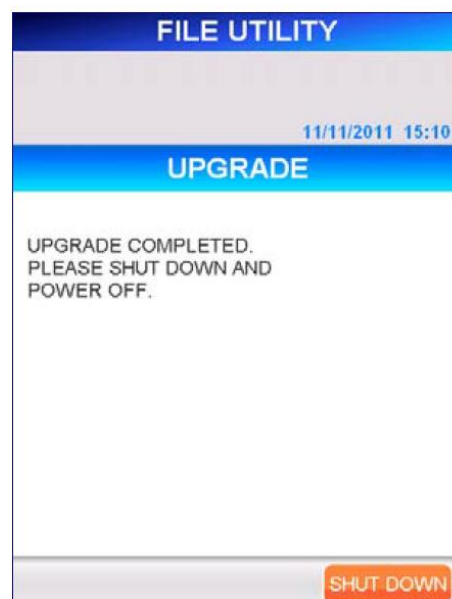 FILE UTILITY
11/11/2011 15:10
UPGRADE
UPGRADE COMPLETED.
PLEASE SHUT DOWN AND
POWER OFF.
SHUT DOWN